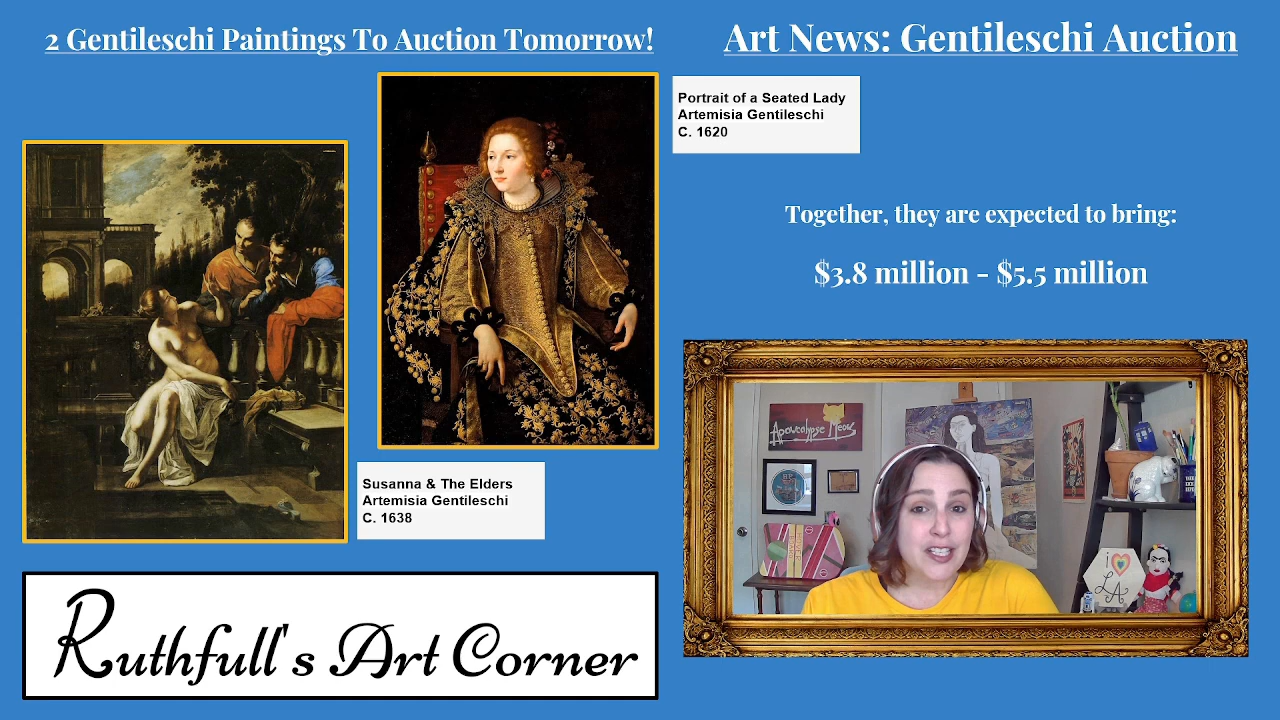 2 Gentileschi Paintings To Auction Tomorrow!
Art News: Gentileschi Auction
Portrait of a Seated Lady
Artemisia Gentileschi
C. 1620
Together, they are expected to bring:
$3.8 million - $5.5 million
Susanna & The Elders
Artemisia Gentileschi
C. 1638
Ruthfull's Art Corner
Apocalypse Meow
i
LA